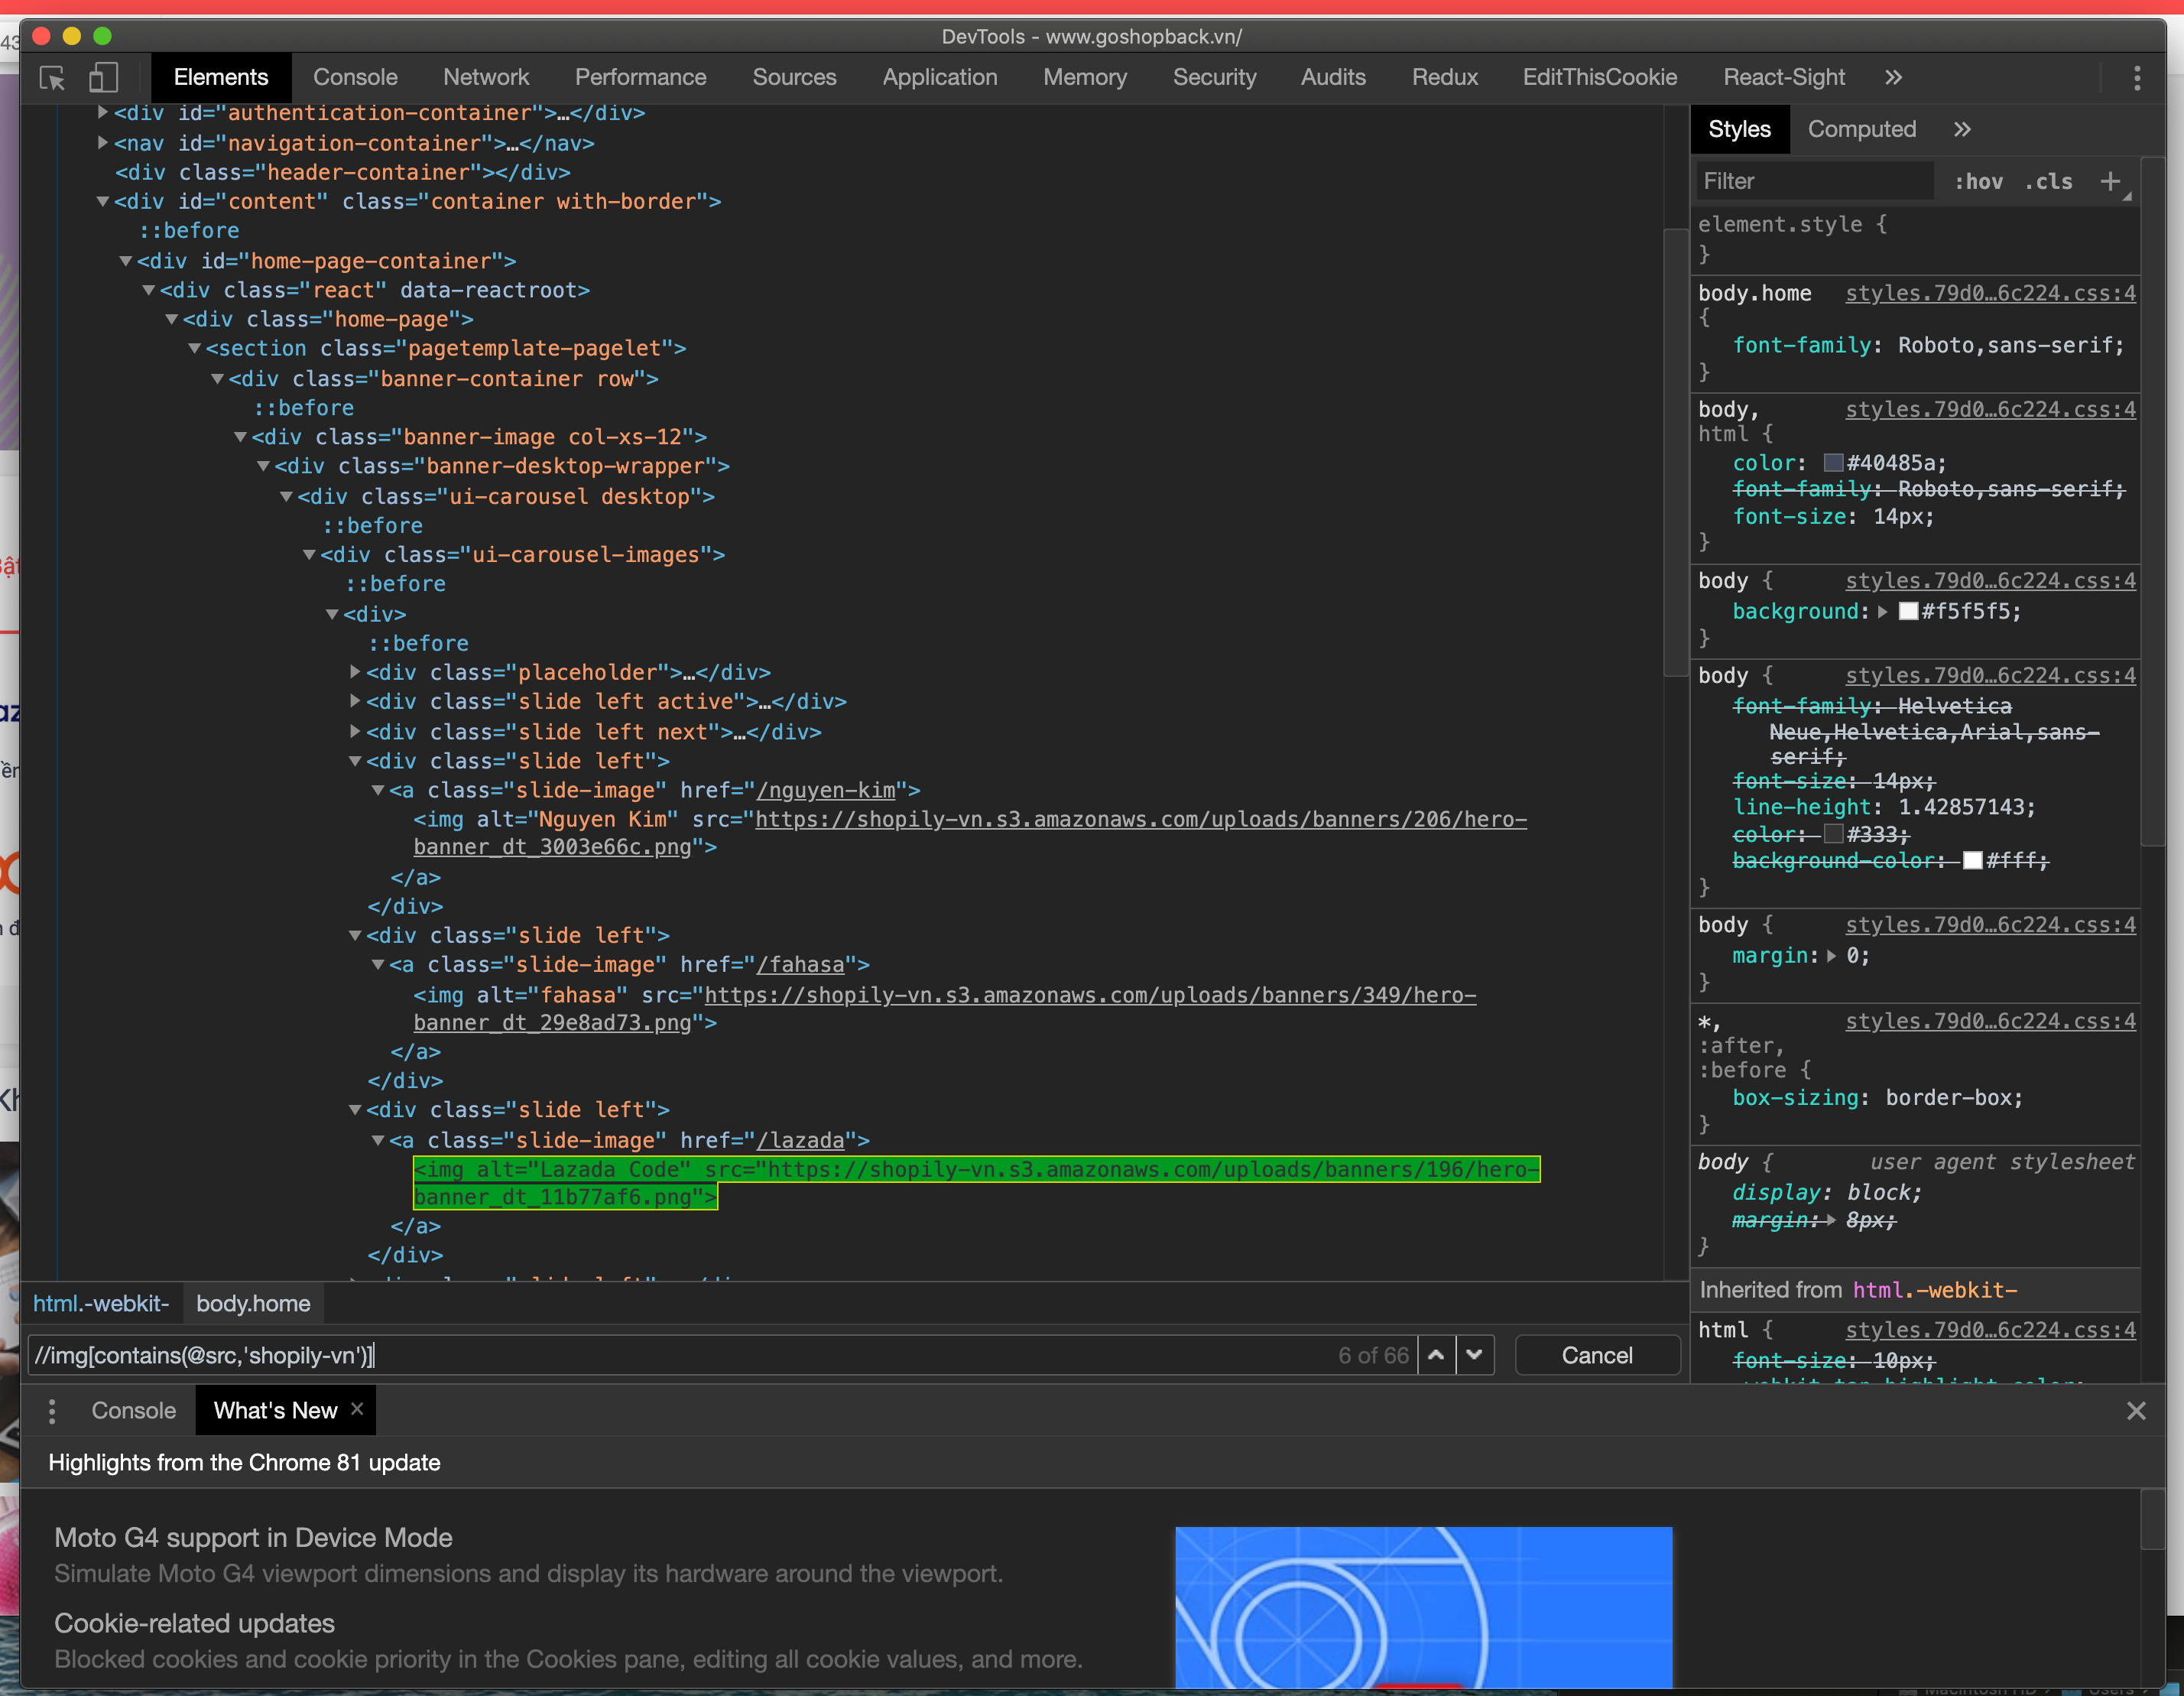 DevTools - www.goshopback.vn/
Elements Console Network Performance Sources Application Memory Security Audits Redux EditThisCookie React-Sight »
<div id="authentication-container">…</div>
<nav id="navigation-container">…</nav>
<div class="header-container"></div>
<div id="content" class="container with-border">
::before
<div id="home-page-container">
<div class="react" data-reactroot>
<div class="home-page">
<section class="pagetemplate-pagelet">
<div class="banner-container row">
::before
<div class="banner-image col-xs-12">
<div class="banner-desktop-wrapper">
<div class="ui-carousel desktop">
::before
<div class="ui-carousel-images">
::before
<div>
::before
<div class="placeholder">…</div>
<div class="slide left active">…</div>
<div class="slide left next">…</div>
<div class="slide left">
<a class="slide-image" href="/nguyen-kim">
<img alt="Nguyen Kim" src="https://shopily-vn.s3.amazonaws.com/uploads/banners/206/hero-
banner_dt_3003e66c.png">
</a>
</div>
<div class="slide left">
<a class="slide-image" href="/fahasa">
<img alt="fahasa" src="https://shopily-vn.s3.amazonaws.com/uploads/banners/349/hero-
banner_dt_29e8ad73.png">
</a>
</div>
<div class="slide left">
<a class="slide-image" href="/lazada">
<img alt="Lazada Code" src="https://shopily-vn.s3.amazonaws.com/uploads/banners/196/hero-
banner_dt_11b77af6.png">
</a>
</div>
html.-webkit- body.home
//img[contains(@src,'shopily-vn')] 6 of 66 Cancel
Styles Computed »
Filter :hov .cls +
element.style {
}
body.home styles.79d0…6c224.css:4
{
font-family: Roboto,sans-serif;
}
body, styles.79d0…6c224.css:4
html {
color: #40485a;
font-family: Roboto,sans-serif;
font-size: 14px;
}
body { styles.79d0…6c224.css:4
background: #f5f5f5;
}
body { styles.79d0…6c224.css:4
font-family: Helvetica
Neue,Helvetica,Arial,sans-
serif;
font-size: 14px;
line-height: 1.42857143;
color: #333;
background-color: #fff;
}
body { styles.79d0…6c224.css:4
margin: 0;
}
*, styles.79d0…6c224.css:4
:after,
:before {
box-sizing: border-box;
}
body { user agent stylesheet
display: block;
margin: 8px;
}
Inherited from html.-webkit-
html { styles.79d0…6c224.css:4
font-size: 10px;
Console What's New ×
Highlights from the Chrome 81 update
Moto G4 support in Device Mode
Simulate Moto G4 viewport dimensions and display its hardware around the viewport.
Cookie-related updates
Blocked cookies and cookie priority in the Cookies pane, editing all cookie values, and more.